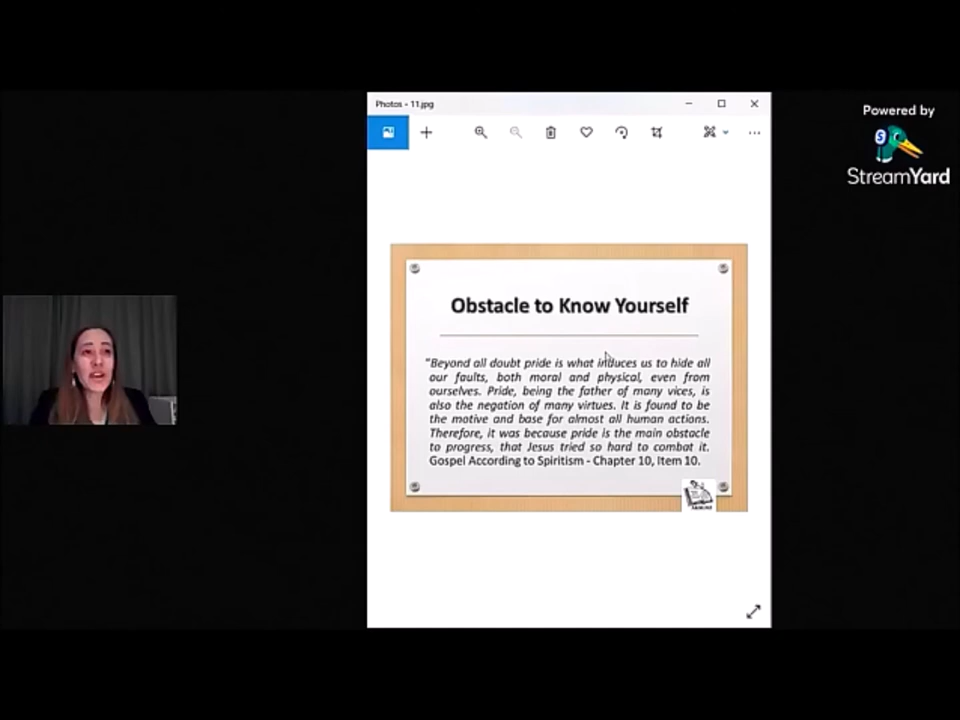 Photos - 11.jpg
Powered by
S
StreamYard
Obstacle to Know Yourself
"Beyond all doubt pride is what induces us to hide all
our faults, both moral and physical, even from
ourselves. Pride, being the father of many vices, is
also the negation of many virtues. It is found to be
the motive and base for almost all human actions.
Therefore, it was because pride is the main obstacle
to progress, that Jesus tried so hard to combat it.
Gospel According to Spiritism - Chapter 10, Item 10.